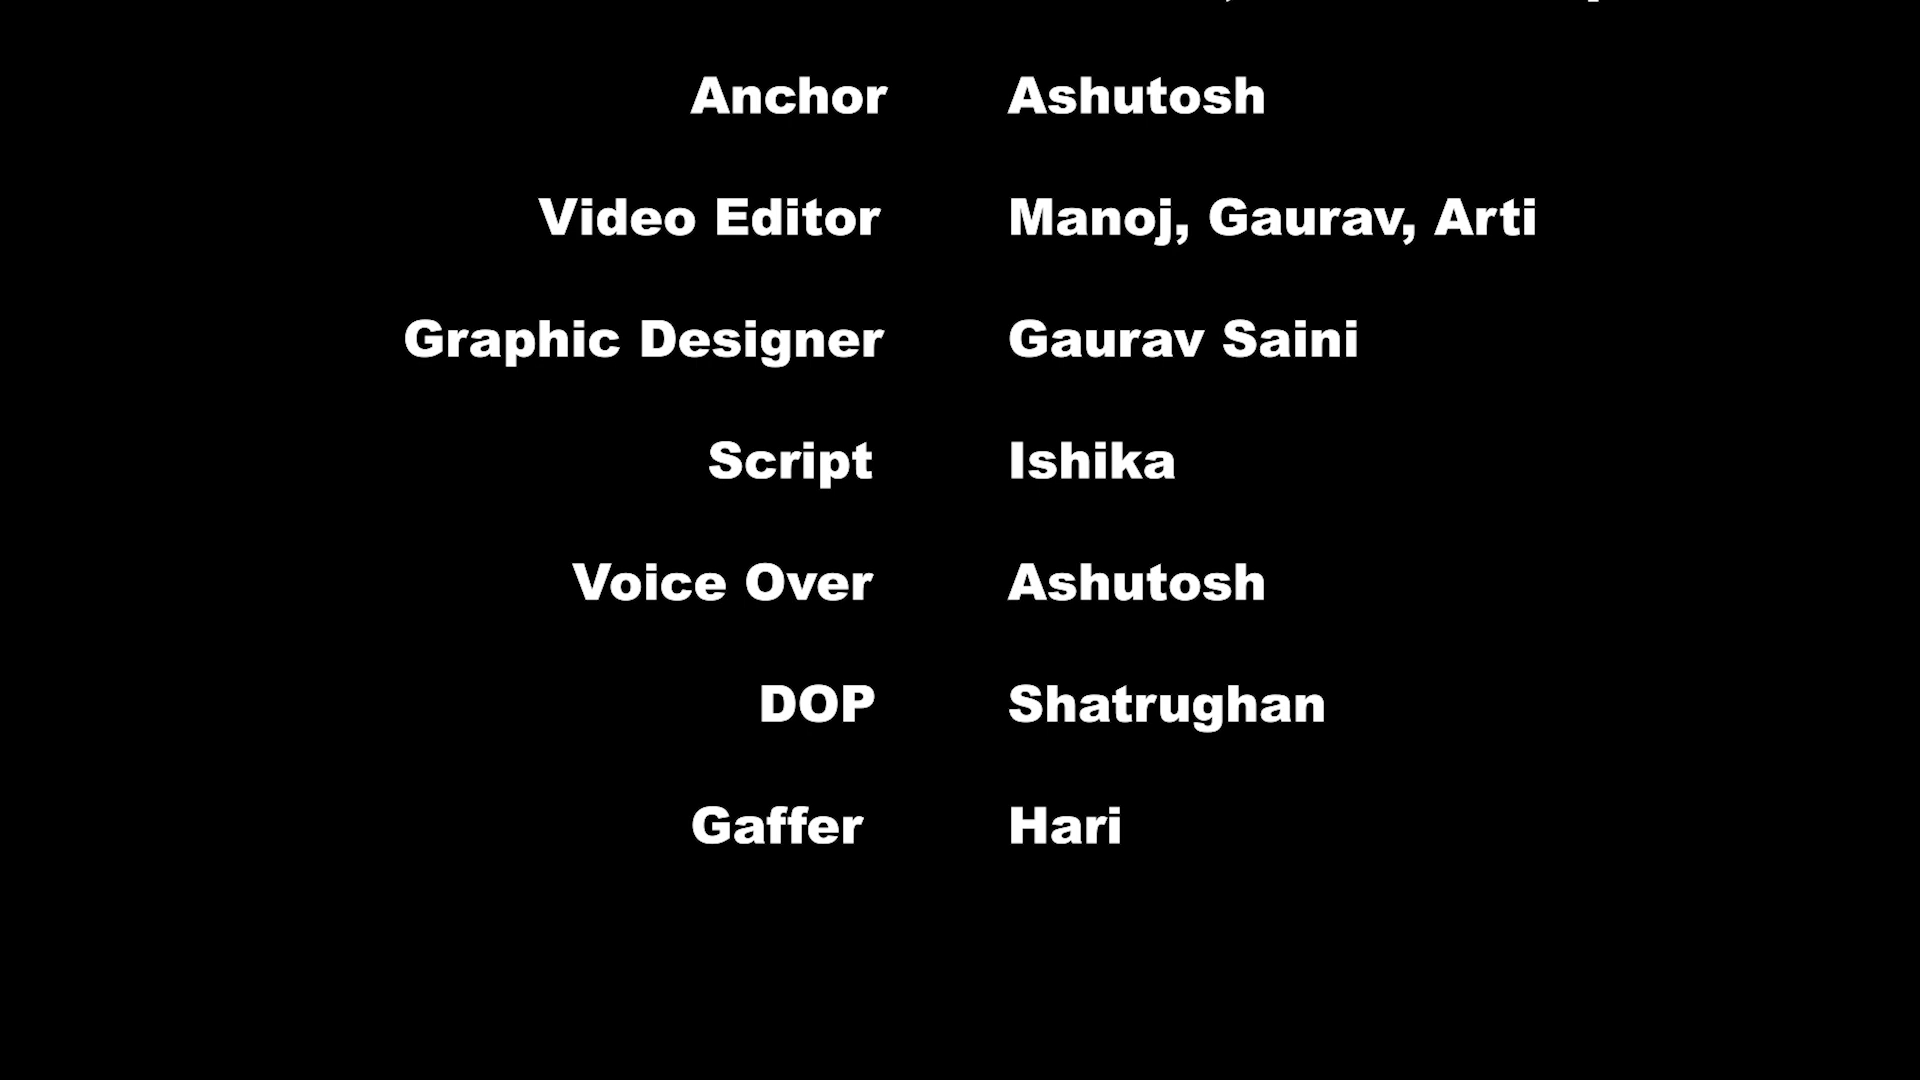 Anchor Ashutosh
Video Editor Manoj, Gaurav, Arti
Graphic Designer Gaurav Saini
Script Ishika
Voice Over Ashutosh
DOP Shatrughan
Gaffer Hari